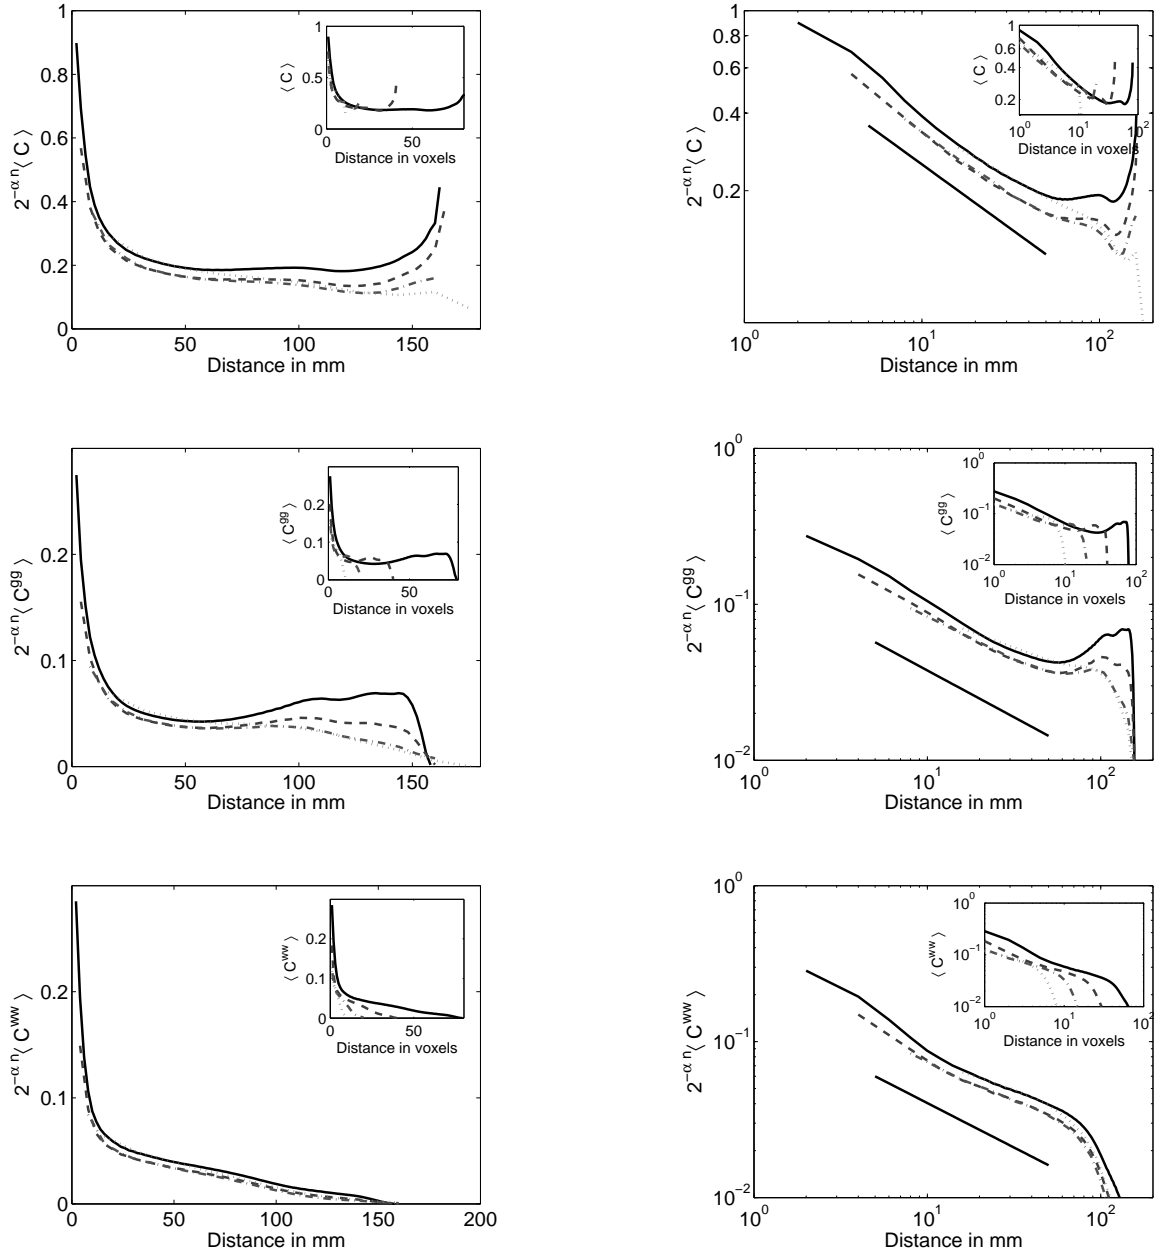 1
0.8
0.6
0.4
0.2
0
0 50 100 150
Distance in mm
2^{-α n}⟨ C ⟩
1
0.5
0
0 50
Distance in voxels
⟨ C ⟩
1
0.8
0.6
0.4
0.2
10^0 10^1 10^2
Distance in mm
2^{-α n}⟨ C ⟩
1
0.4
0.2
10^0 10^1 10^2
Distance in voxels
⟨ C ⟩
0.2
0.1
0
0 50 100 150
Distance in mm
2^{-α n}⟨ C^{gg} ⟩
0.2
0.1
0
0 50
Distance in voxels
⟨ C^{gg} ⟩
10^0
10^{-1}
10^{-2}
10^0 10^1 10^2
Distance in mm
2^{-α n}⟨ C^{gg} ⟩
10^0
10^{-1}
10^{-2}
10^0 10^1 10^2
Distance in voxels
⟨ C^{gg} ⟩
0.2
0.1
0
0 50 100 150 200
Distance in mm
2^{-α n}⟨ C^{ww} ⟩
0.2
0.1
0
0 50
Distance in voxels
⟨ C^{ww} ⟩
10^0
10^{-1}
10^{-2}
10^0 10^1 10^2
Distance in mm
2^{-α n}⟨ C^{ww} ⟩
10^0
10^{-1}
10^{-2}
10^0 10^1 10^2
Distance in voxels
⟨ C^{ww} ⟩